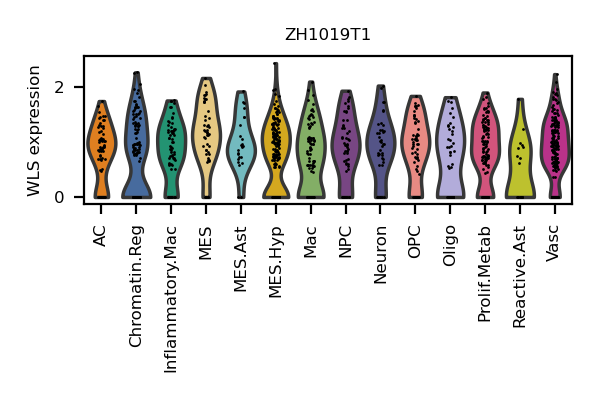 ZH1019T1
WLS expression
2
0
AC
Chromatin.Reg
Inflammatory.Mac
MES
MES.Ast
MES.Hyp
Mac
NPC
Neuron
OPC
Oligo
Prolif.Metab
Reactive.Ast
Vasc